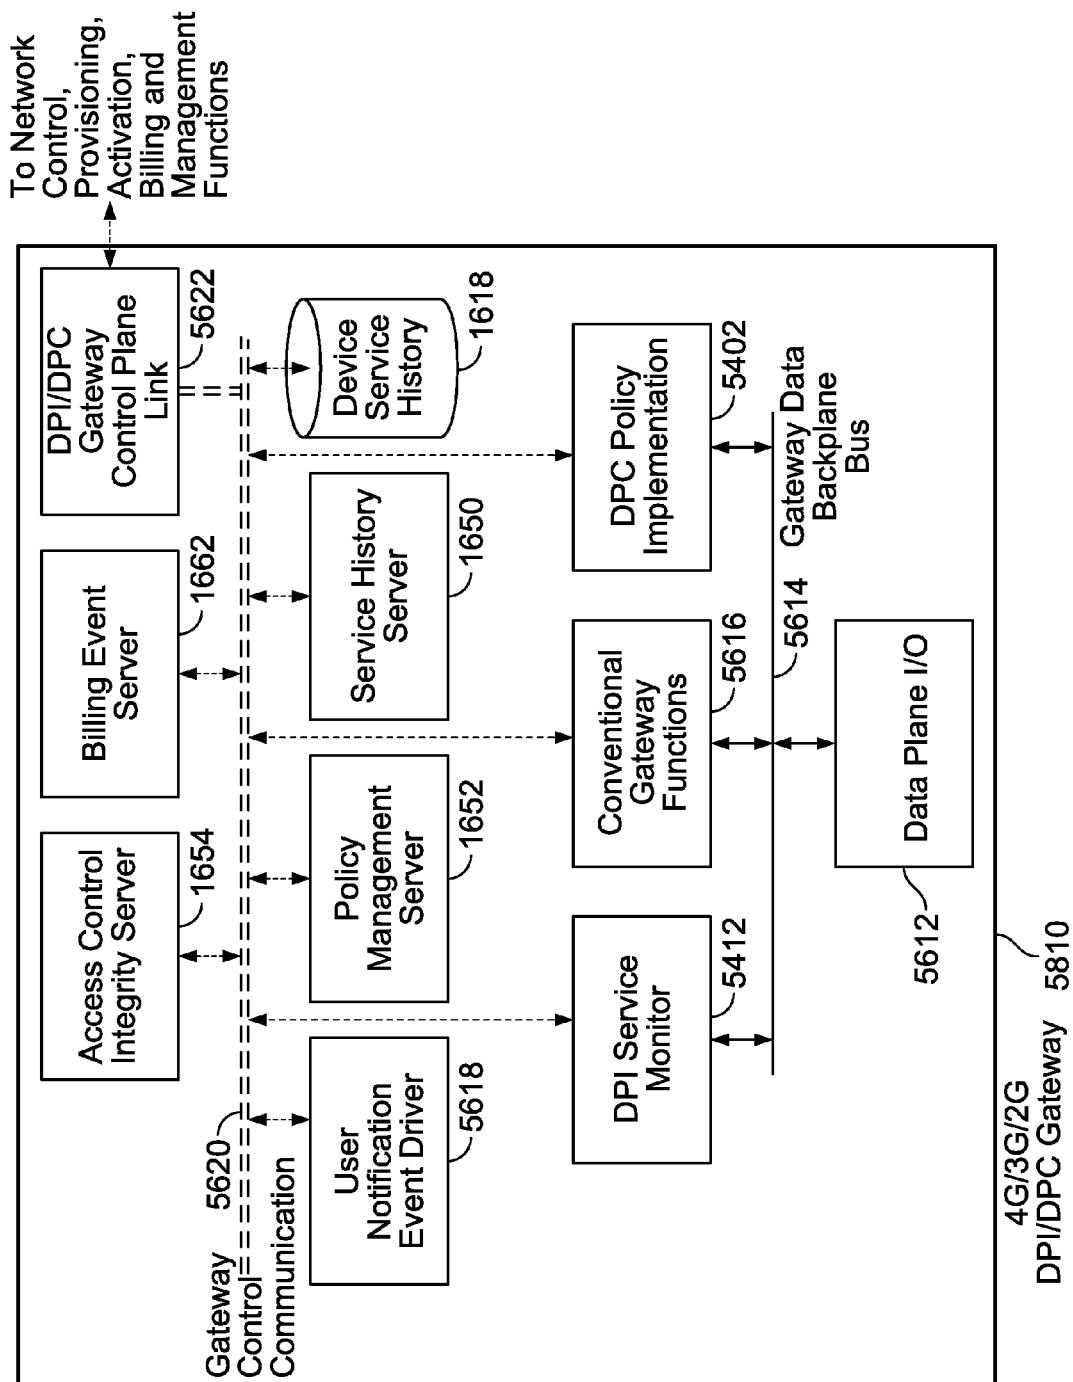 To Network
Control,
Provisioning,
Activation,
Billing and
Management
Functions
Access Control
Integrity Server
1654
Billing Event
Server
1662
DPI/DPC
Gateway
Control Plane
Link
5622
Gateway
Control
Communication
5620
User
Notification
Event Driver
5618
Policy
Management
Server
1652
Service History
Server
1650
Device
Service
History
1618
DPI Service
Monitor
5412
Conventional
Gateway
Functions
5616
DPC Policy
Implementation
5402
5614
Gateway Data
Backplane
Bus
Data Plane I/O
5612
4G/3G/2G
DPI/DPC Gateway
5810